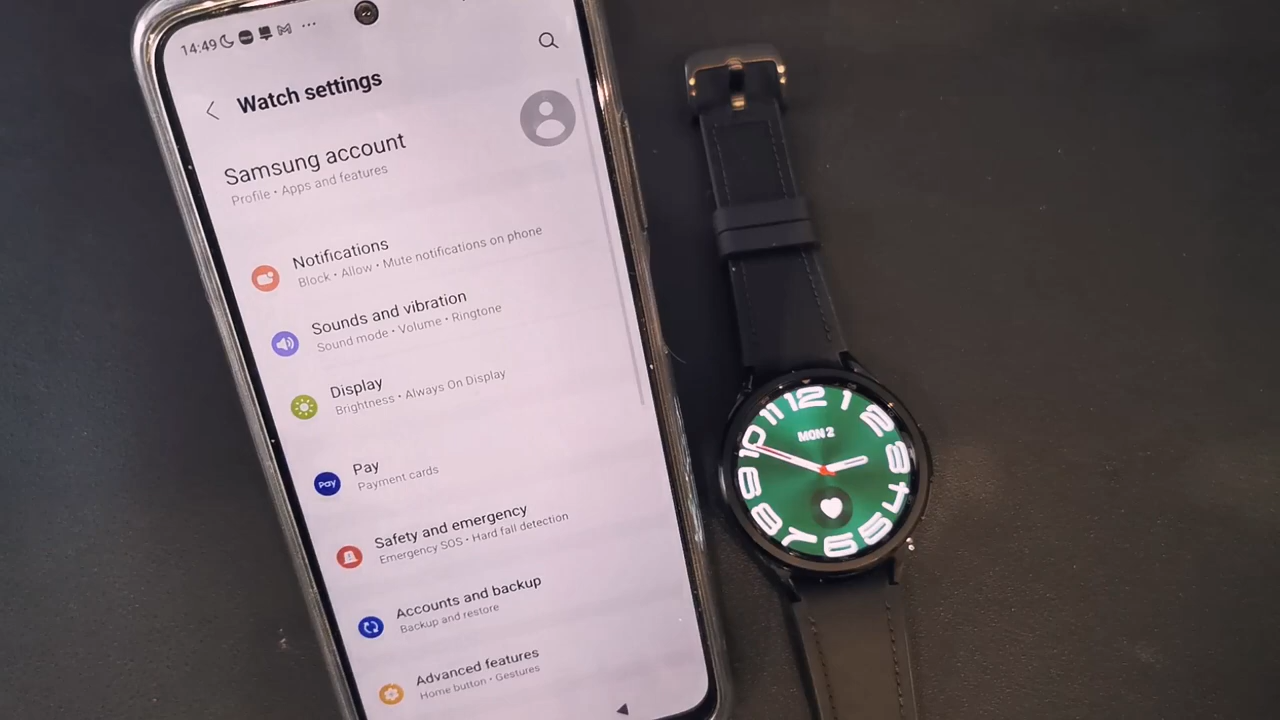 14:49
Watch settings
Samsung account
Profile • Apps and features
Notifications
Block • Allow • Mute notifications on phone
Sounds and vibration
Sound mode • Volume • Ringtone
Display
Brightness • Always On Display
Pay
Pay
Payment cards
Safety and emergency
Emergency SOS • Hard fall detection
Accounts and backup
Backup and restore
Advanced features
Home button • Gestures
12
1
2
3
4
5
6
7
8
9
10
11
MON 2